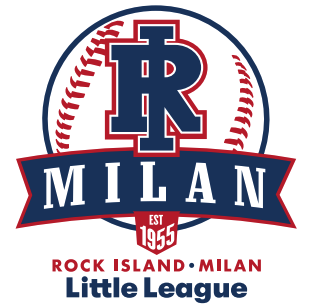 RI
MILAN
EST
1955
ROCK ISLAND • MILAN
Little League